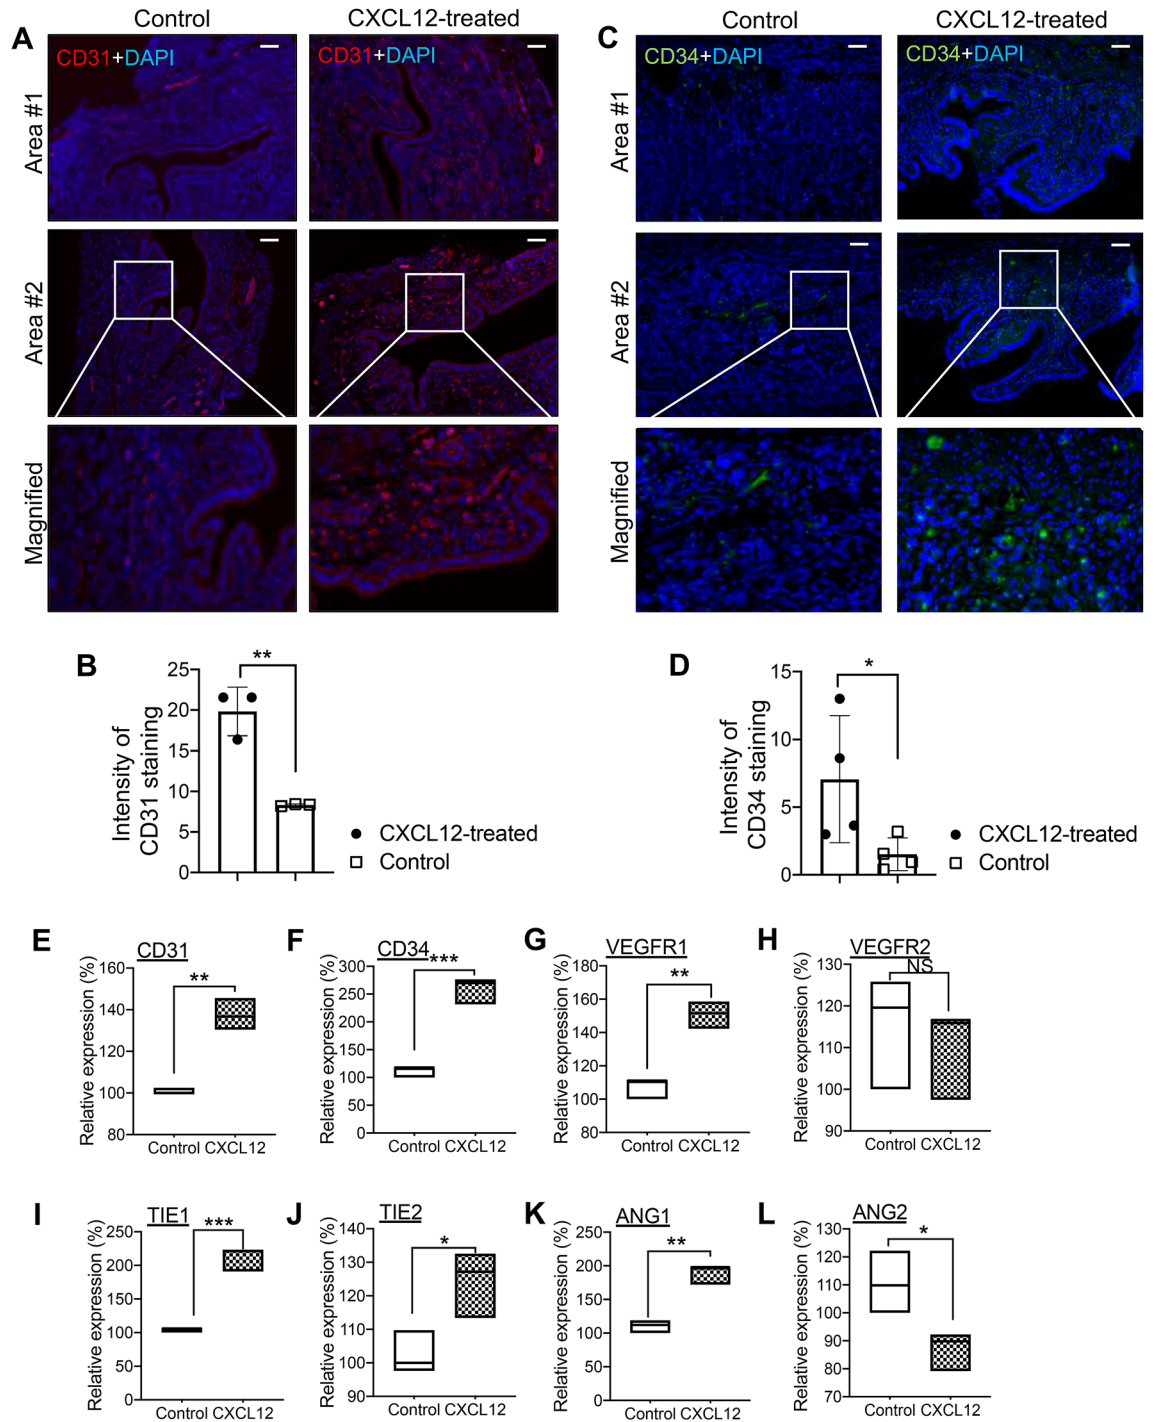 A
Control
CXCL12-treated
CD31+DAPI
CD31+DAPI
Area #1
Area #2
Magnified
C
Control
CXCL12-treated
CD34+DAPI
CD34+DAPI
Area #1
Area #2
Magnified
B
Intensity of
CD31 staining
25
20
15
10
5
0
**
CXCL12-treated
Control
D
Intensity of
CD34 staining
15
10
5
0
*
CXCL12-treated
Control
E
CD31
Relative expression (%)
160
140
120
100
80
**
Control CXCL12
F
CD34
Relative expression (%)
300
250
200
150
100
50
0
***
Control CXCL12
G
VEGFR1
Relative expression (%)
180
160
140
120
100
80
**
Control CXCL12
H
VEGFR2
Relative expression (%)
130
120
110
100
90
NS
Control CXCL12
I
TIE1
Relative expression (%)
250
200
150
100
50
0
***
Control CXCL12
J
TIE2
Relative expression (%)
140
130
120
110
100
90
*
Control CXCL12
K
ANG1
Relative expression (%)
250
200
150
100
50
0
**
Control CXCL12
L
ANG2
Relative expression (%)
130
120
110
100
90
80
70
*
Control CXCL12